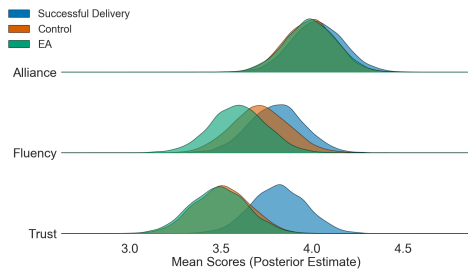 Successful Delivery
Control
EA
Alliance
Fluency
Trust
3.0 3.5 4.0 4.5
Mean Scores (Posterior Estimate)